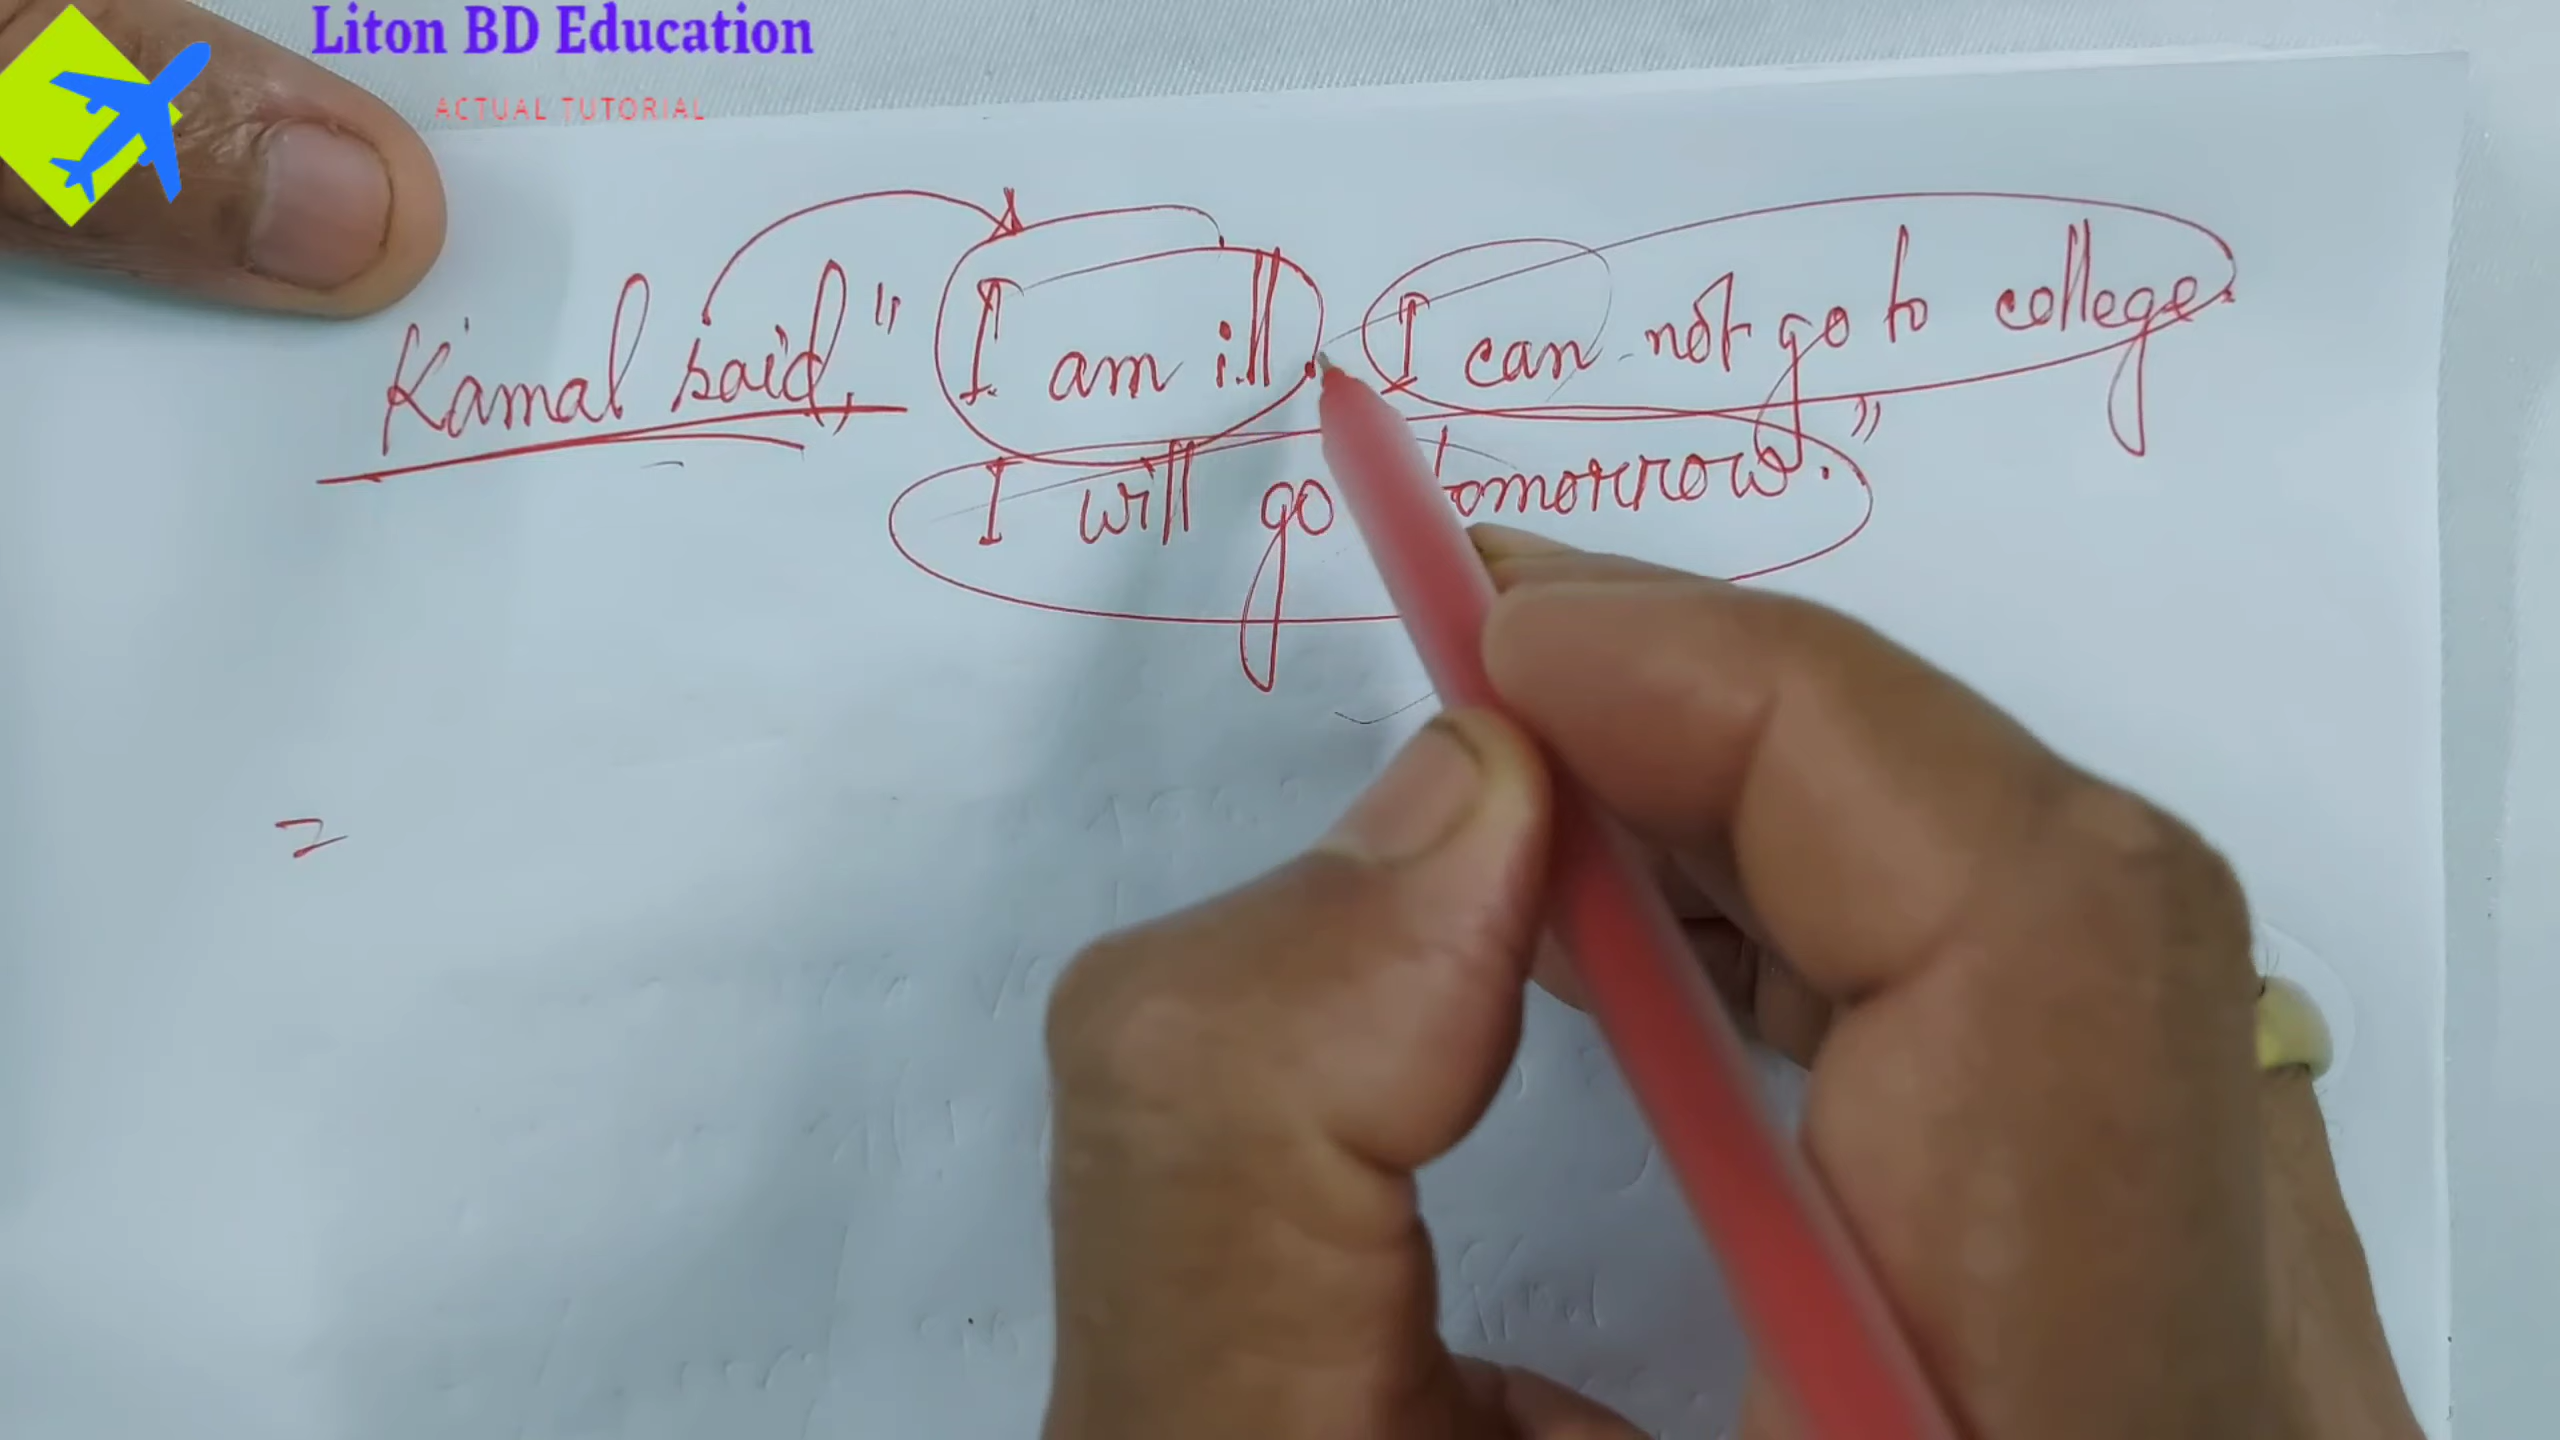 Liton BD Education
ACTUAL TUTORIAL
Kamal said, "I am ill. I can not go to college.
I will go tomorrow."
=